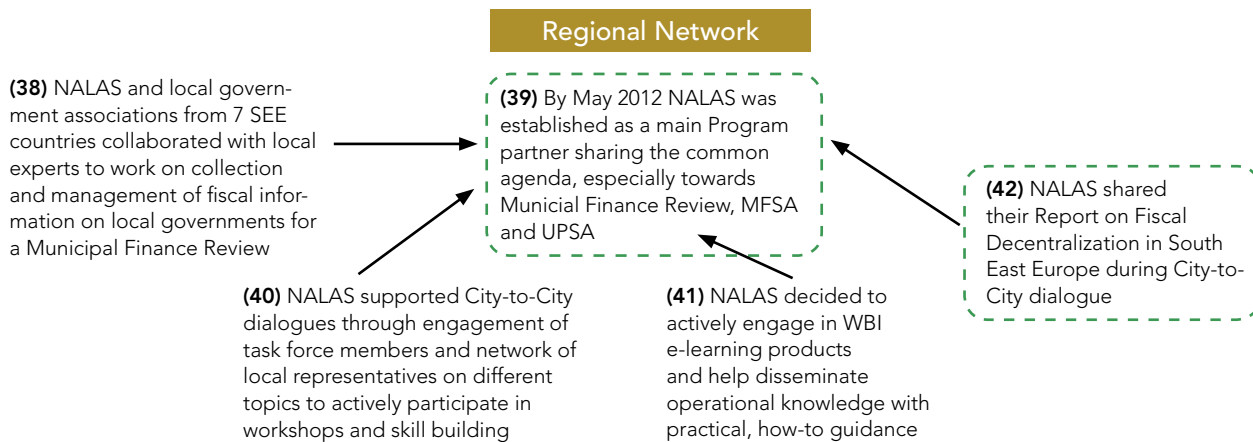 Regional Network
(38) NALAS and local govern-
ment associations from 7 SEE
countries collaborated with local
experts to work on collection
and management of fiscal infor-
mation on local governments for
a Municipal Finance Review
(39) By May 2012 NALAS was
established as a main Program
partner sharing the common
agenda, especially towards
Municial Finance Review, MFSA
and UPSA
(40) NALAS supported City-to-City
dialogues through engagement of
task force members and network of
local representatives on different
topics to actively participate in
workshops and skill building
(41) NALAS decided to
actively engage in WBI
e-learning products
and help disseminate
operational knowledge with
practical, how-to guidance
(42) NALAS shared
their Report on Fiscal
Decentralization in South
East Europe during City-to-
City dialogue